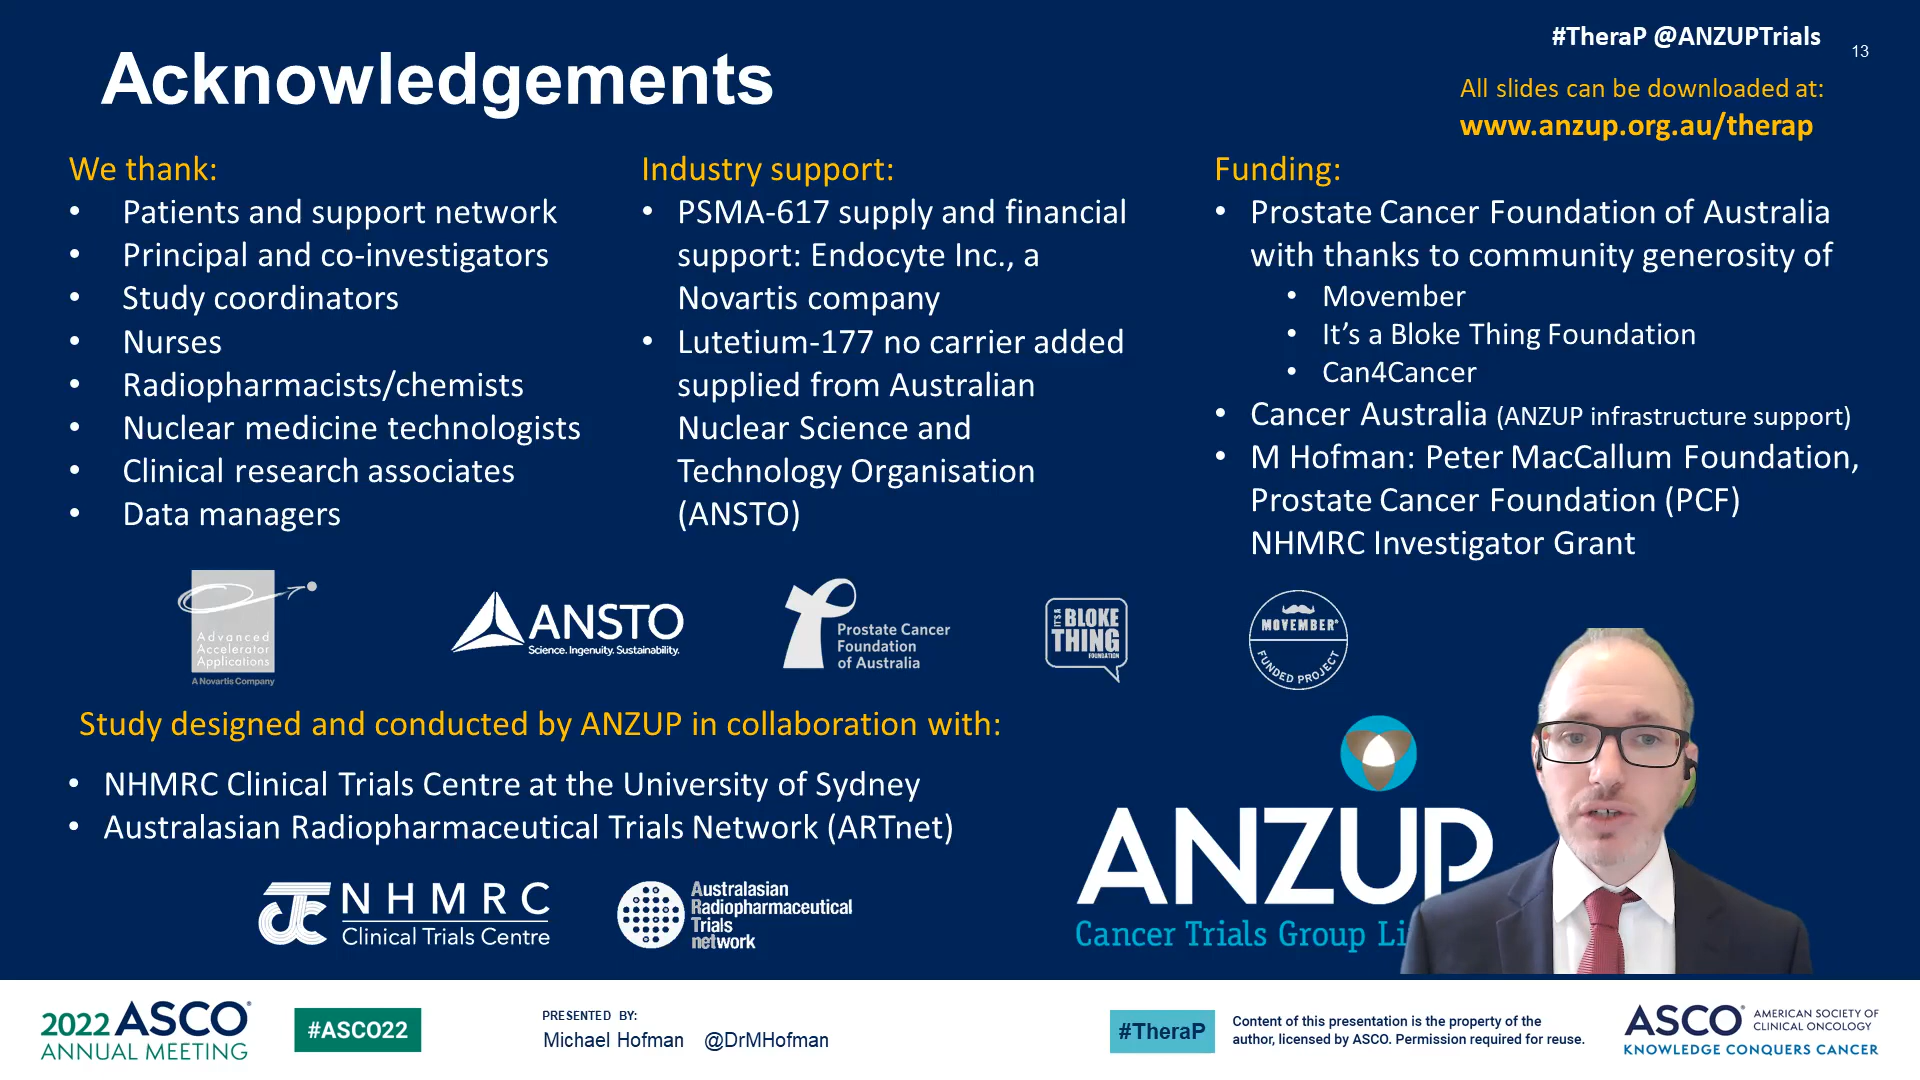 #TheraP @ANZUPTrials
13
Acknowledgements
All slides can be downloaded at:
www.anzup.org.au/therap
We thank:
• Patients and support network
• Principal and co-investigators
• Study coordinators
• Nurses
• Radiopharmacists/chemists
• Nuclear medicine technologists
• Clinical research associates
• Data managers
Industry support:
• PSMA-617 supply and financial
support: Endocyte Inc., a
Novartis company
• Lutetium-177 no carrier added
supplied from Australian
Nuclear Science and
Technology Organisation
(ANSTO)
Funding:
• Prostate Cancer Foundation of Australia
with thanks to community generosity of
• Movember
• It’s a Bloke Thing Foundation
• Can4Cancer
• Cancer Australia (ANZUP infrastructure support)
• M Hofman: Peter MacCallum Foundation,
Prostate Cancer Foundation (PCF)
NHMRC Investigator Grant
Advanced
Accelerator
Applications
A Novartis Company
ANSTO
Science. Ingenuity. Sustainability.
Prostate Cancer
Foundation
of Australia
IT'S A
BLOKE
THING
FOUNDATION
MOVEMBER®
FUNDED PROJECT
Study designed and conducted by ANZUP in collaboration with:
• NHMRC Clinical Trials Centre at the University of Sydney
• Australasian Radiopharmaceutical Trials Network (ARTnet)
NHMRC
Clinical Trials Centre
Australasian
Radiopharmaceutical
Trials
network
ANZUP
Cancer Trials Group Li
2022 ASCO®
ANNUAL MEETING
#ASCO22
PRESENTED BY:
Michael Hofman @DrMHofman
#TheraP
Content of this presentation is the property of the
author, licensed by ASCO. Permission required for reuse.
ASCO®
AMERICAN SOCIETY OF
CLINICAL ONCOLOGY
KNOWLEDGE CONQUERS CANCER